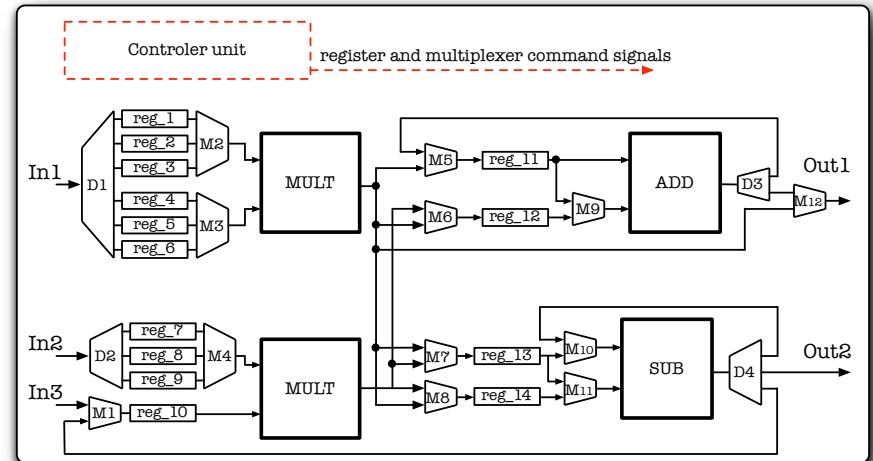 Controler unit
register and multiplexer command signals
In1
D1
reg_1
reg_2
reg_3
reg_4
reg_5
reg_6
M2
M3
MULT
M5
reg_11
M6
reg_12
M9
ADD
D3
M12
Out1
In2
D2
reg_7
reg_8
reg_9
M4
In3
M1
reg_10
MULT
M7
reg_13
M8
reg_14
M10
M11
SUB
D4
Out2